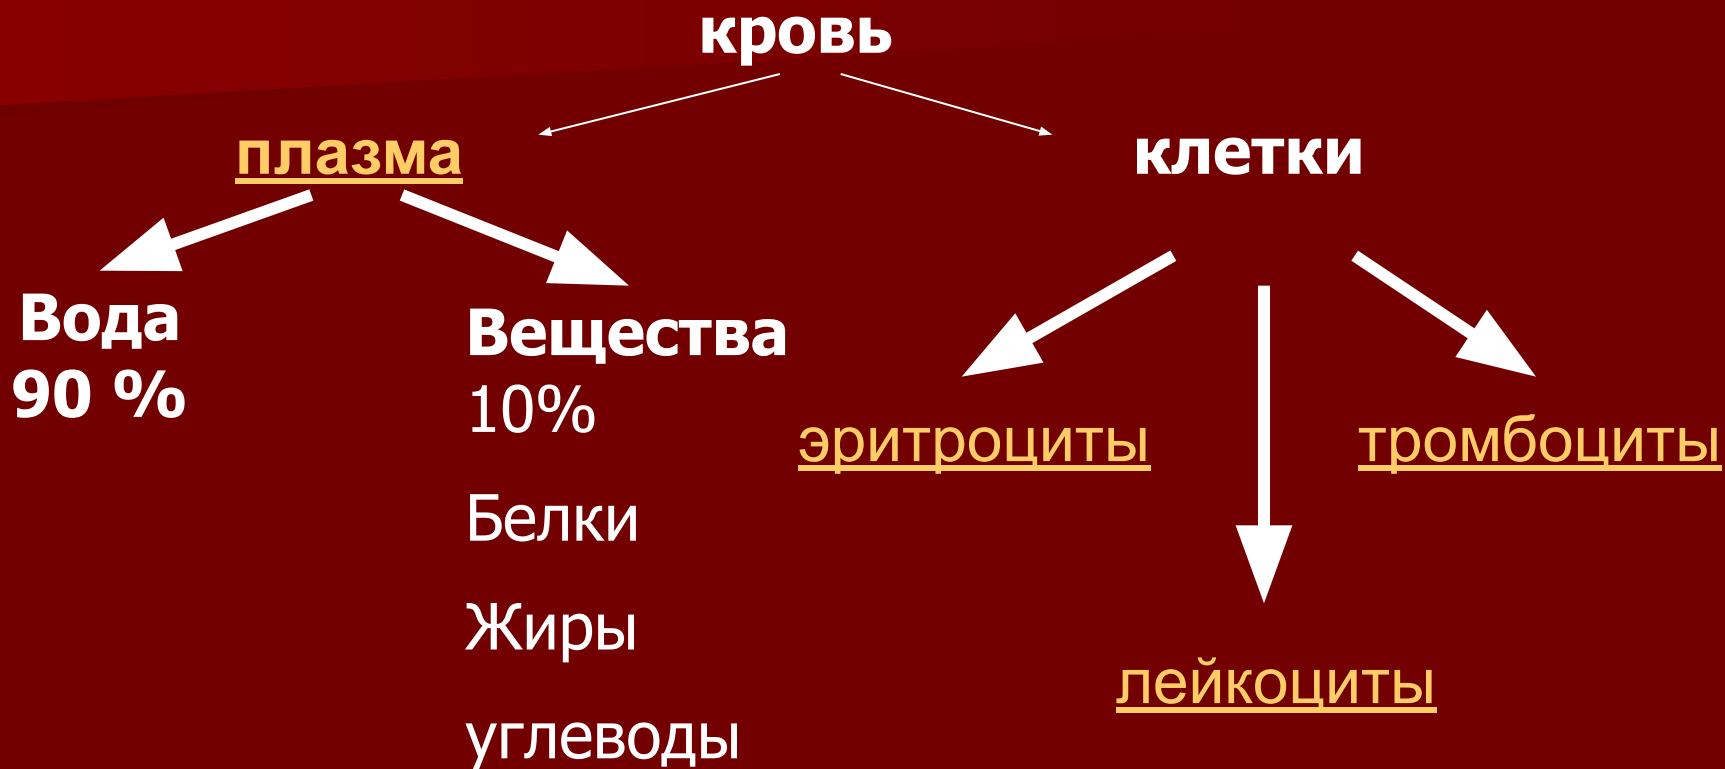 кровь
плазма
клетки
Вода
90 %
Вещества
10%
Белки
Жиры
углеводы
эритроциты
тромбоциты
лейкоциты